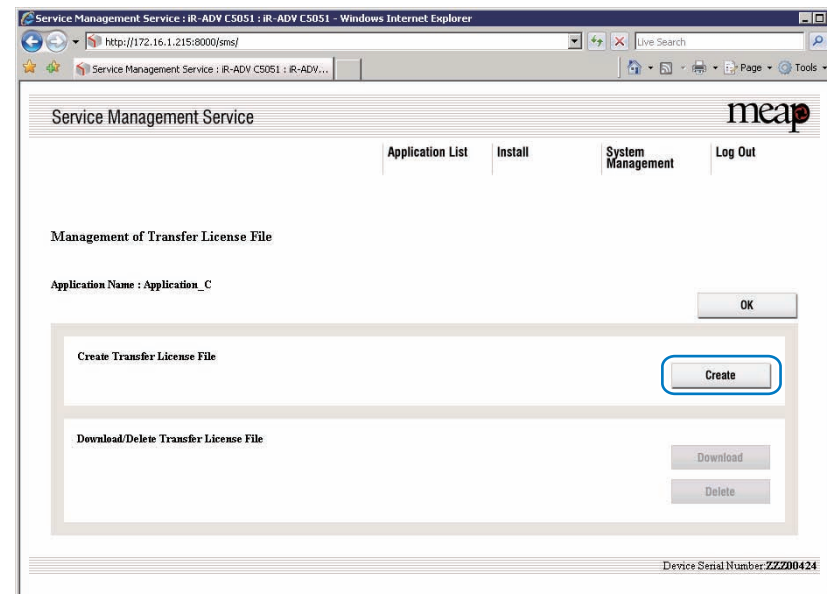 Service Management Service : iR-ADV C5051 : iR-ADV C5051 - Windows Internet Explorer
http://172.16.1.215:8000/sms/
Live Search
Service Management Service : iR-ADV C5051 : iR-ADV...
Page
Tools
Service Management Service
meap
Application List
Install
System Management
Log Out
Management of Transfer License File
Application Name : Application_C
OK
Create Transfer License File
Create
Download/Delete Transfer License File
Download
Delete
Device Serial Number:ZZZ00424